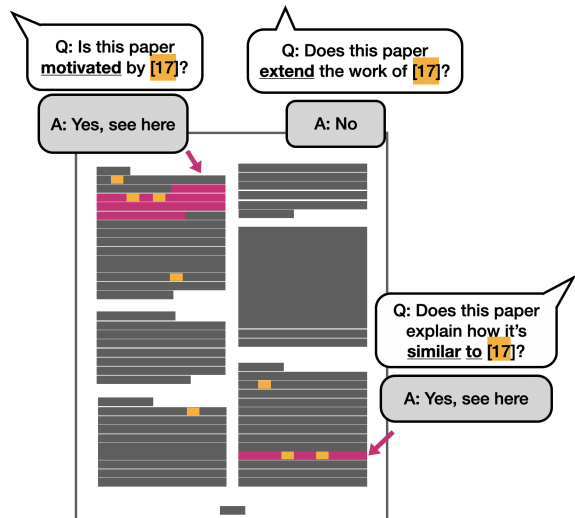 Q: Is this paper
motivated by [17]?
A: Yes, see here
Q: Does this paper
extend the work of [17]?
A: No
Q: Does this paper
explain how it's
similar to [17]?
A: Yes, see here